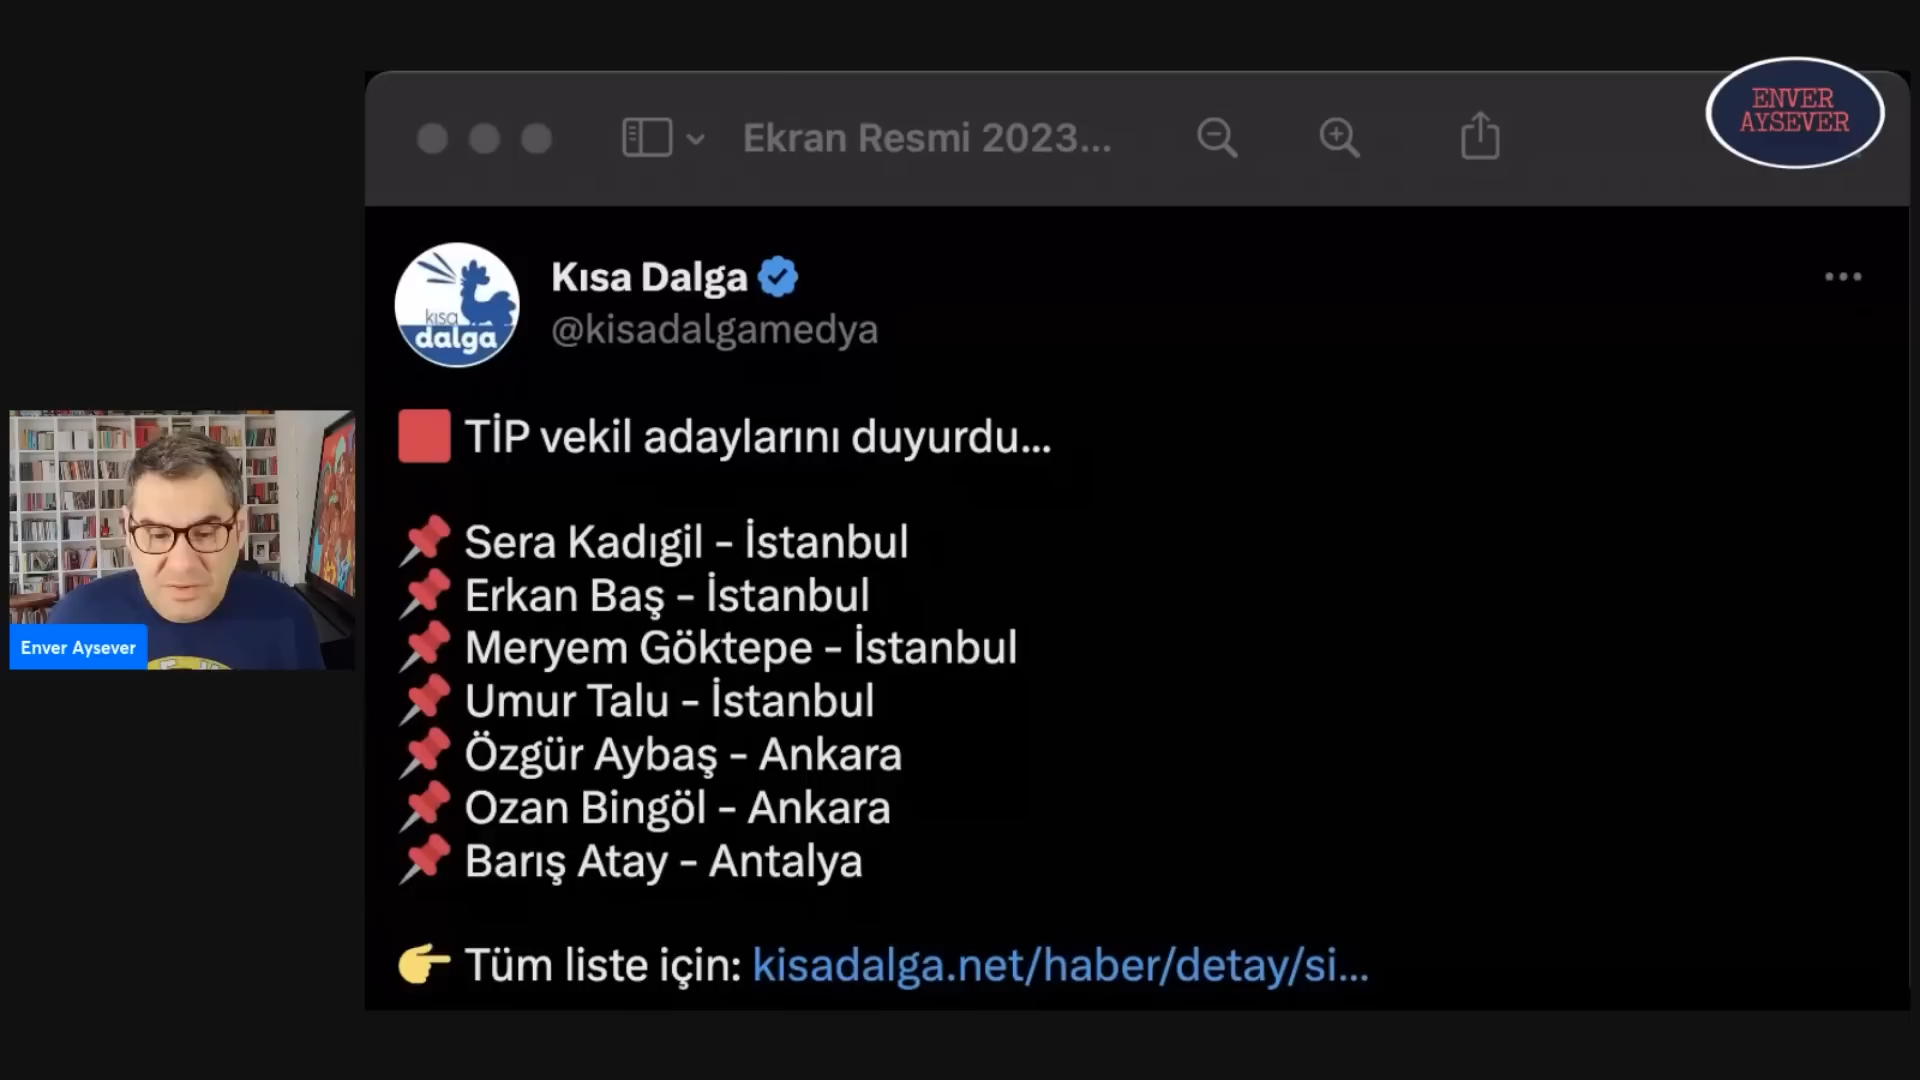 Ekran Resmi 2023...
ENVER
AYSEVER
Kısa Dalga
@kisadalgamedya
kısa
dalga
TİP vekil adaylarını duyurdu...
Sera Kadıgil - İstanbul
Erkan Baş - İstanbul
Meryem Göktepe - İstanbul
Umur Talu - İstanbul
Özgür Aybaş - Ankara
Ozan Bingöl - Ankara
Barış Atay - Antalya
Tüm liste için: kisadalga.net/haber/detay/si...
Enver Aysever